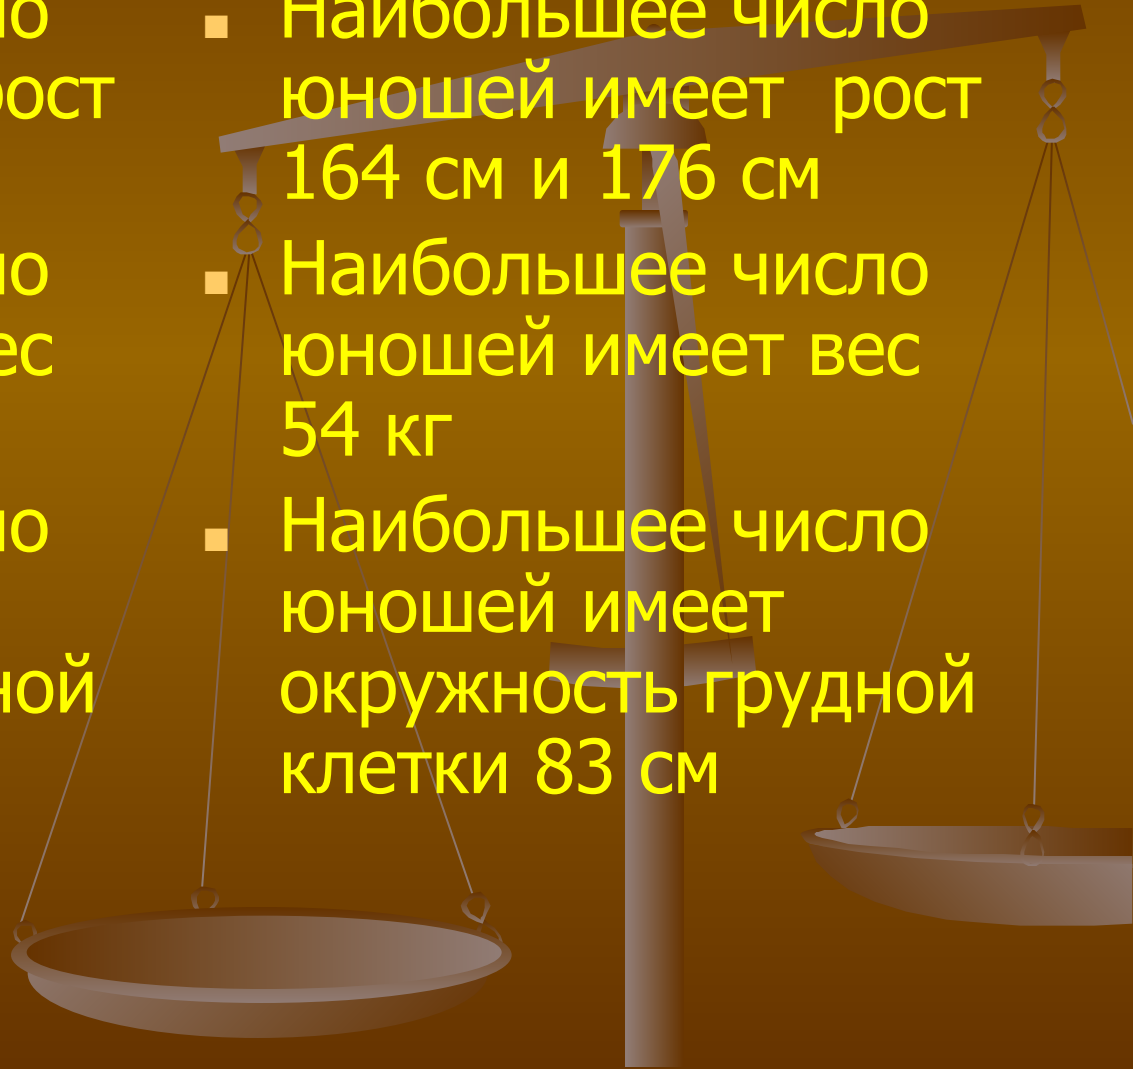 ост
Наибольшее число
юношей имеет рост
164 см и 176 см
Наибольшее число
юношей имеет вес
54 кг
Наибольшее число
юношей имеет
окружность грудной
клетки 83 см